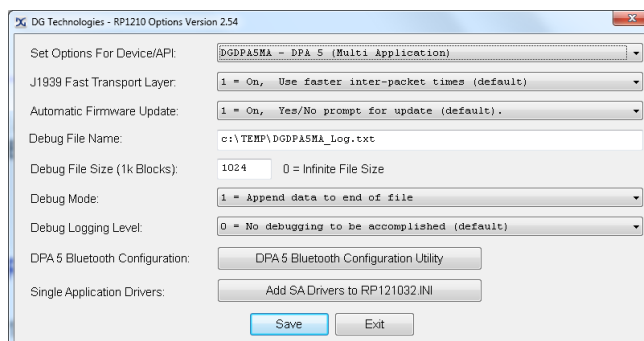 DG Technologies - RP1210 Options Version 2.54
Set Options For Device/API: DGDPA5MA - DPA 5 (Multi Application)
J1939 Fast Transport Layer: 1 = On, Use faster inter-packet times (default)
Automatic Firmware Update: 1 = On, Yes/No prompt for update (default).
Debug File Name: c:\TEMP\DGDPA5MA_Log.txt
Debug File Size (1k Blocks): 1024 0 = Infinite File Size
Debug Mode: 1 = Append data to end of file
Debug Logging Level: 0 = No debugging to be accomplished (default)
DPA 5 Bluetooth Configuration: DPA 5 Bluetooth Configuration Utility
Single Application Drivers: Add SA Drivers to RP121032.INI
Save Exit